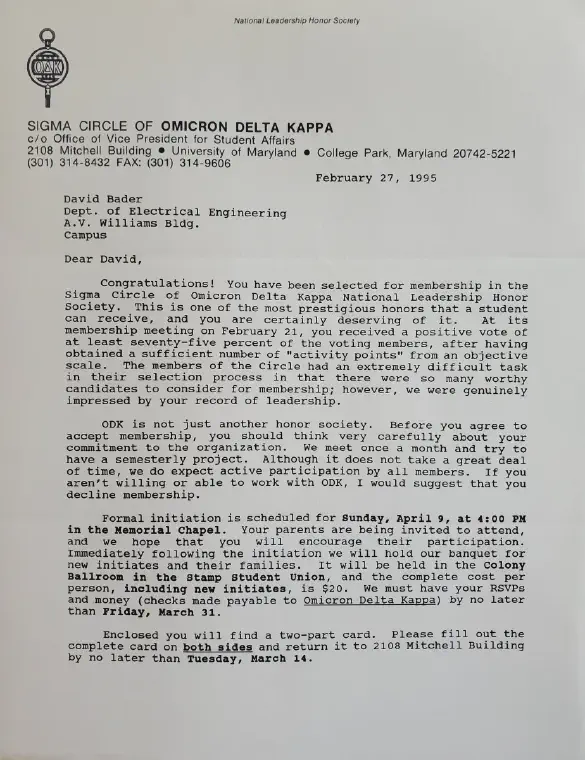 National Leadership Honor Society
ΟΔΚ
SIGMA CIRCLE OF OMICRON DELTA KAPPA
c/o Office of Vice President for Student Affairs
2108 Mitchell Building ● University of Maryland ● College Park, Maryland 20742-5221
(301) 314-8432 FAX: (301) 314-9606
February 27, 1995
David Bader
Dept. of Electrical Engineering
A.V. Williams Bldg.
Campus
Dear David,
Congratulations! You have been selected for membership in the
Sigma Circle of Omicron Delta Kappa National Leadership Honor
Society. This is one of the most prestigious honors that a student
can receive, and you are certainly deserving of it. At its
membership meeting on February 21, you received a positive vote of
at least seventy-five percent of the voting members, after having
obtained a sufficient number of "activity points" from an objective
scale. The members of the Circle had an extremely difficult task
in their selection process in that there were so many worthy
candidates to consider for membership; however, we were genuinely
impressed by your record of leadership.
ODK is not just another honor society. Before you agree to
accept membership, you should think very carefully about your
commitment to the organization. We meet once a month and try to
have a semesterly project. Although it does not take a great deal
of time, we do expect active participation by all members. If you
aren't willing or able to work with ODK, I would suggest that you
decline membership.
Formal initiation is scheduled for Sunday, April 9, at 4:00 PM
in the Memorial Chapel. Your parents are being invited to attend,
and we hope that you will encourage their participation.
Immediately following the initiation we will hold our banquet for
new initiates and their families. It will be held in the Colony
Ballroom in the Stamp Student Union, and the complete cost per
person, including new initiates, is $20. We must have your RSVPs
and money (checks made payable to Omicron Delta Kappa) by no later
than Friday, March 31.
Enclosed you will find a two-part card. Please fill out the
complete card on both sides and return it to 2108 Mitchell Building
by no later than Tuesday, March 14.